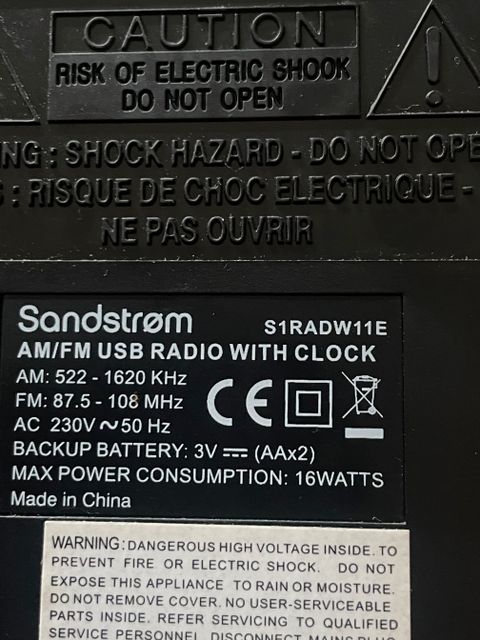 CAUTION
RISK OF ELECTRIC SHOOK
DO NOT OPEN
NG : SHOCK HAZARD - DO NOT OPE
S : RISQUE DE CHOC ELECTRIQUE -
NE PAS OUVRIR
Sandstrøm S1RADW11E
AM/FM USB RADIO WITH CLOCK
AM: 522 - 1620 KHz
FM: 87.5 - 108 MHz
AC 230V ~ 50 Hz
BACKUP BATTERY: 3V ⎓ (AAx2)
MAX POWER CONSUMPTION: 16WATTS
Made in China
WARNING: DANGEROUS HIGH VOLTAGE INSIDE. TO
PREVENT FIRE OR ELECTRIC SHOCK. DO NOT
EXPOSE THIS APPLIANCE TO RAIN OR MOISTURE.
DO NOT REMOVE COVER. NO USER-SERVICEABLE
PARTS INSIDE. REFER SERVICING TO QUALIFIED
SERVICE PERSONNEL. DISCONNECT MAINS PLUG